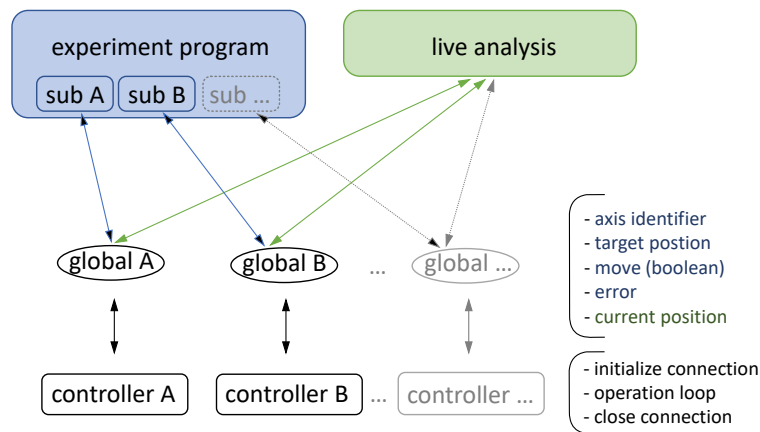 experiment program
live analysis
sub A
sub B
sub ...
global A
global B
...
global ...
- axis identifier
- target postion
- move (boolean)
- error
- current position
controller A
controller B
...
controller ...
- initialize connection
- operation loop
- close connection